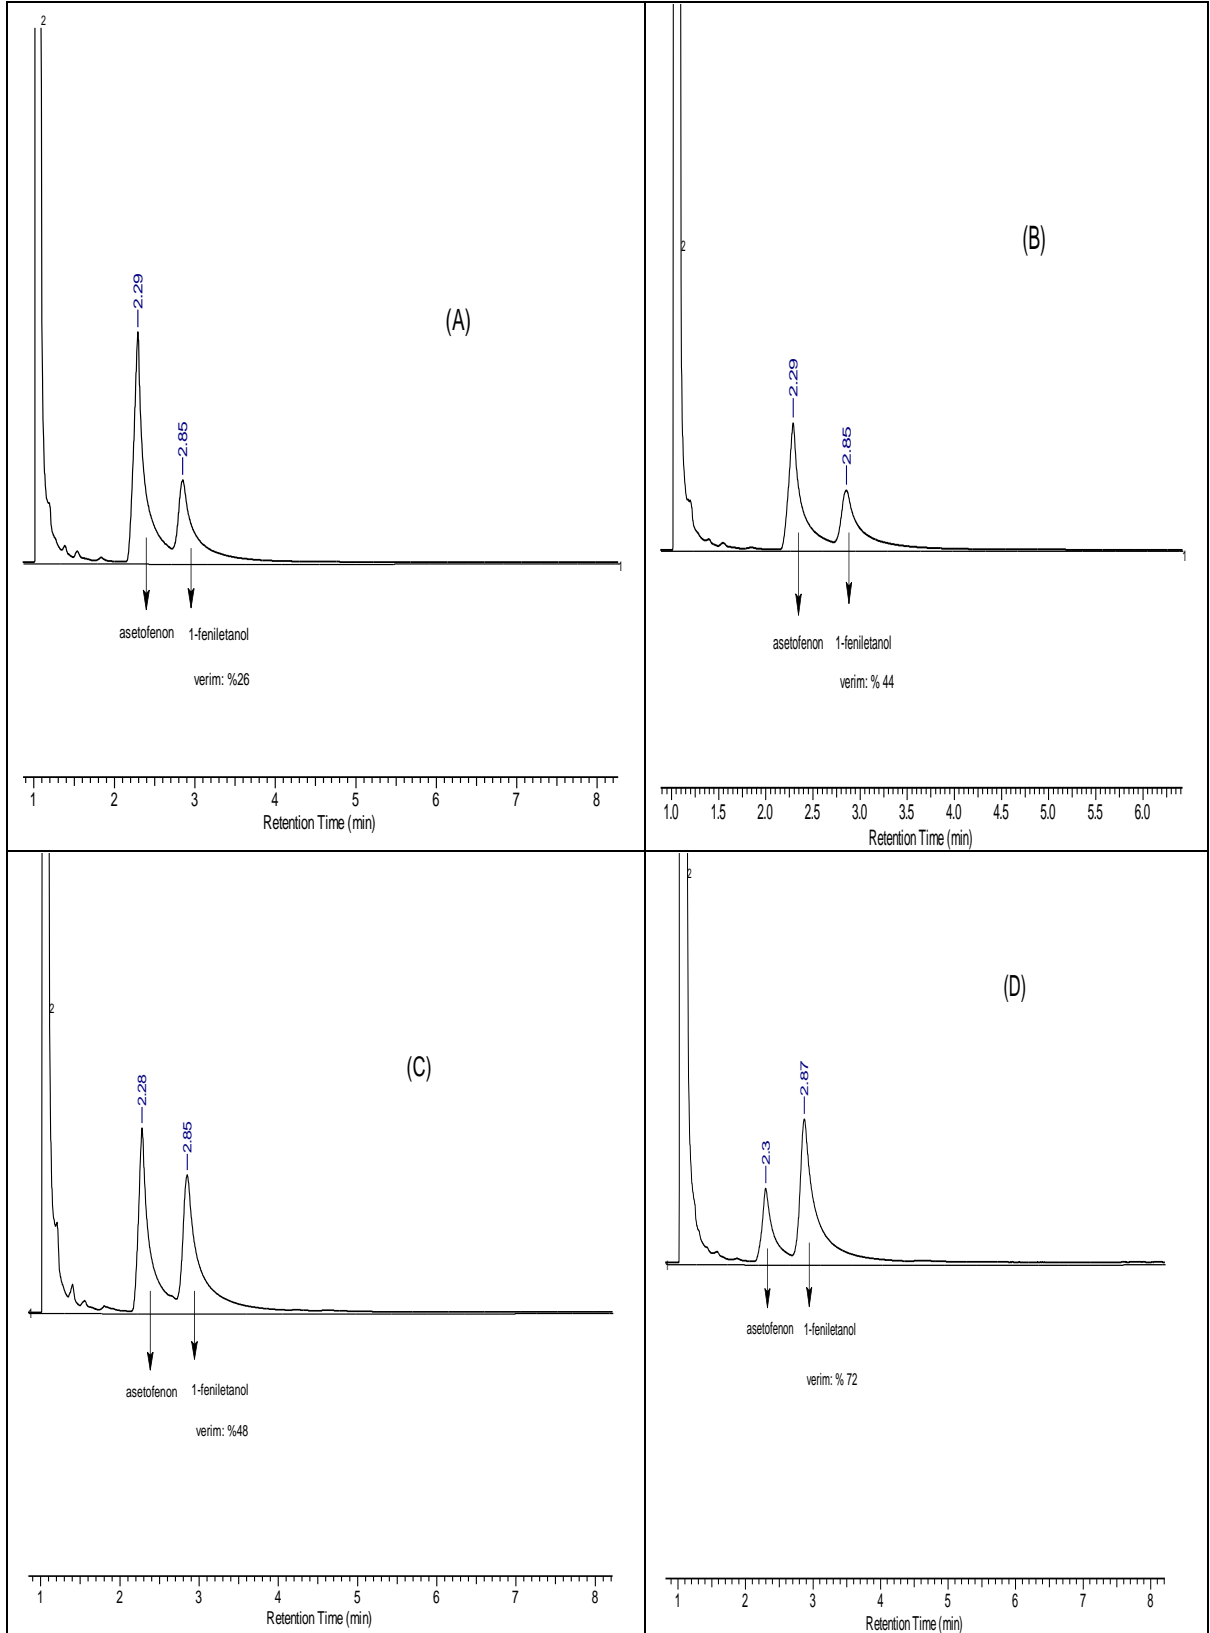 2
2.29
2.85
(A)
1
asetofenon 1-feniletanol
verim: %26
1 2 3 4 5 6 7 8
Retention Time (min)
2
2.29
2.85
(B)
1
asetofenon 1-feniletanol
verim: % 44
1.0 1.5 2.0 2.5 3.0 3.5 4.0 4.5 5.0 5.5 6.0
Retention Time (min)
2
2.28
2.85
(C)
1
asetofenon 1-feniletanol
verim: %48
1 2 3 4 5 6 7 8
Retention Time (min)
2
2.3
2.87
(D)
1
asetofenon 1-feniletanol
verim: % 72
1 2 3 4 5 6 7 8
Retention Time (min)